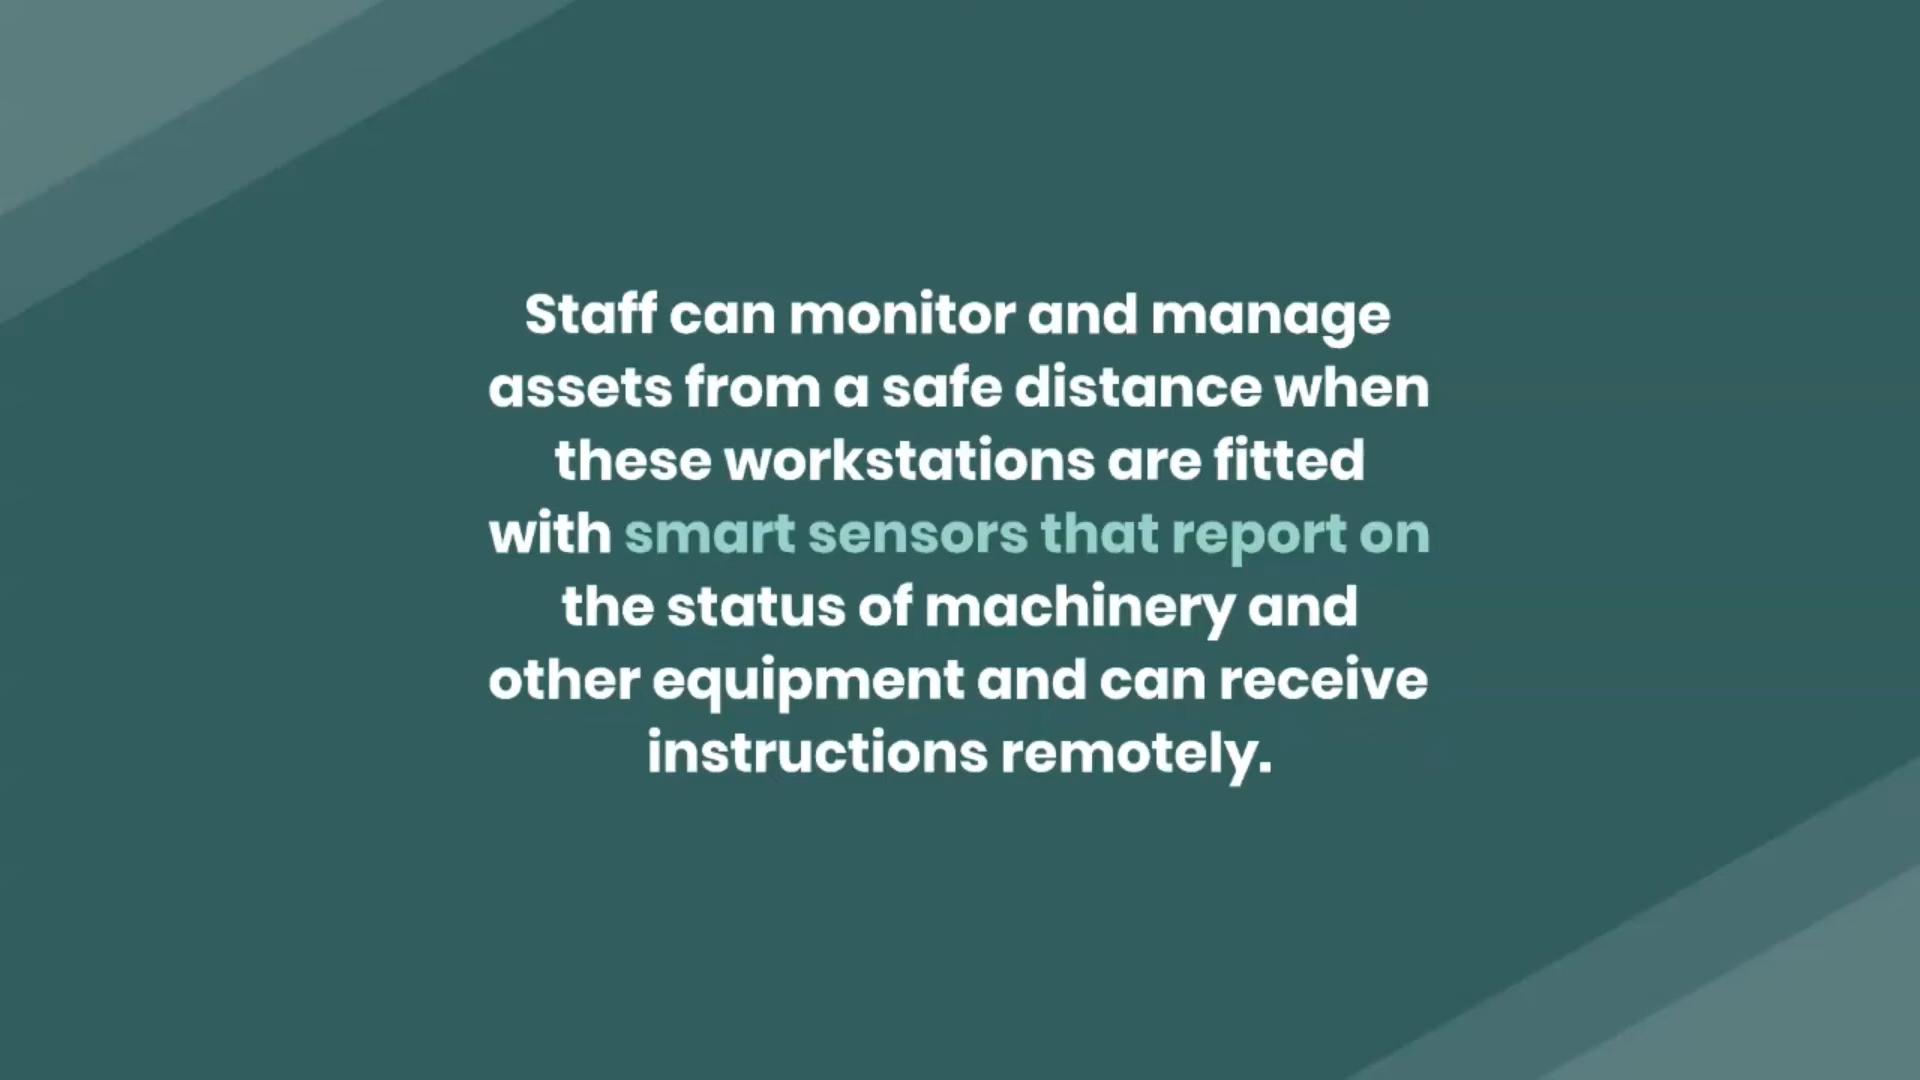 Staff can monitor and manage
assets from a safe distance when
these workstations are fitted
with smart sensors that report on
the status of machinery and
other equipment and can receive
instructions remotely.